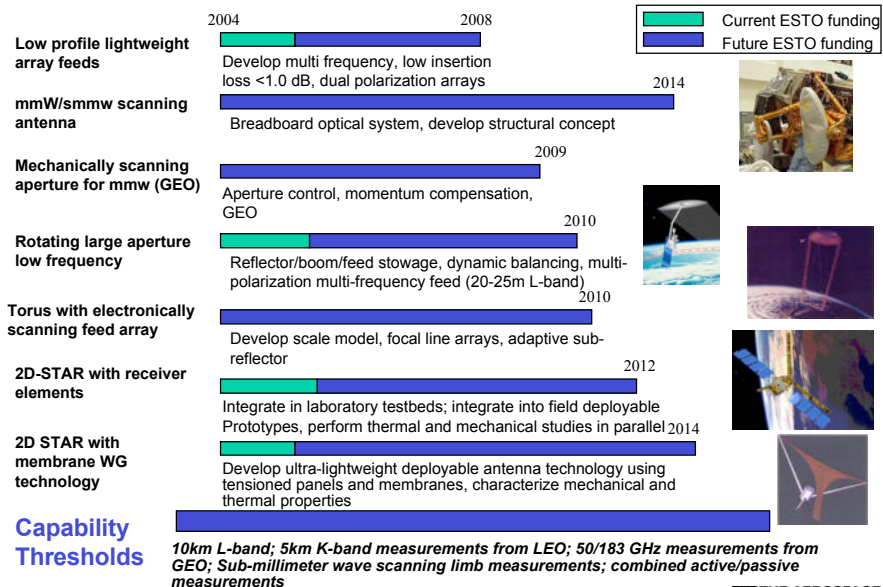 2004
2008
Current ESTO funding
Future ESTO funding
Low profile lightweight
array feeds
Develop multi frequency, low insertion
loss <1.0 dB, dual polarization arrays
2014
mmW/smmw scanning
antenna
Breadboard optical system, develop structural concept
2009
Mechanically scanning
aperture for mmw (GEO)
Aperture control, momentum compensation,
GEO
2010
Rotating large aperture
low frequency
Reflector/boom/feed stowage, dynamic balancing, multi-
polarization multi-frequency feed (20-25m L-band)
2010
Torus with electronically
scanning feed array
Develop scale model, focal line arrays, adaptive sub-
reflector
2012
2D-STAR with receiver
elements
Integrate in laboratory testbeds; integrate into field deployable
Prototypes, perform thermal and mechanical studies in parallel
2014
2D STAR with
membrane WG
technology
Develop ultra-lightweight deployable antenna technology using
tensioned panels and membranes, characterize mechanical and
thermal properties
Capability
Thresholds
10km L-band; 5km K-band measurements from LEO; 50/183 GHz measurements from
GEO; Sub-millimeter wave scanning limb measurements; combined active/passive
measurements